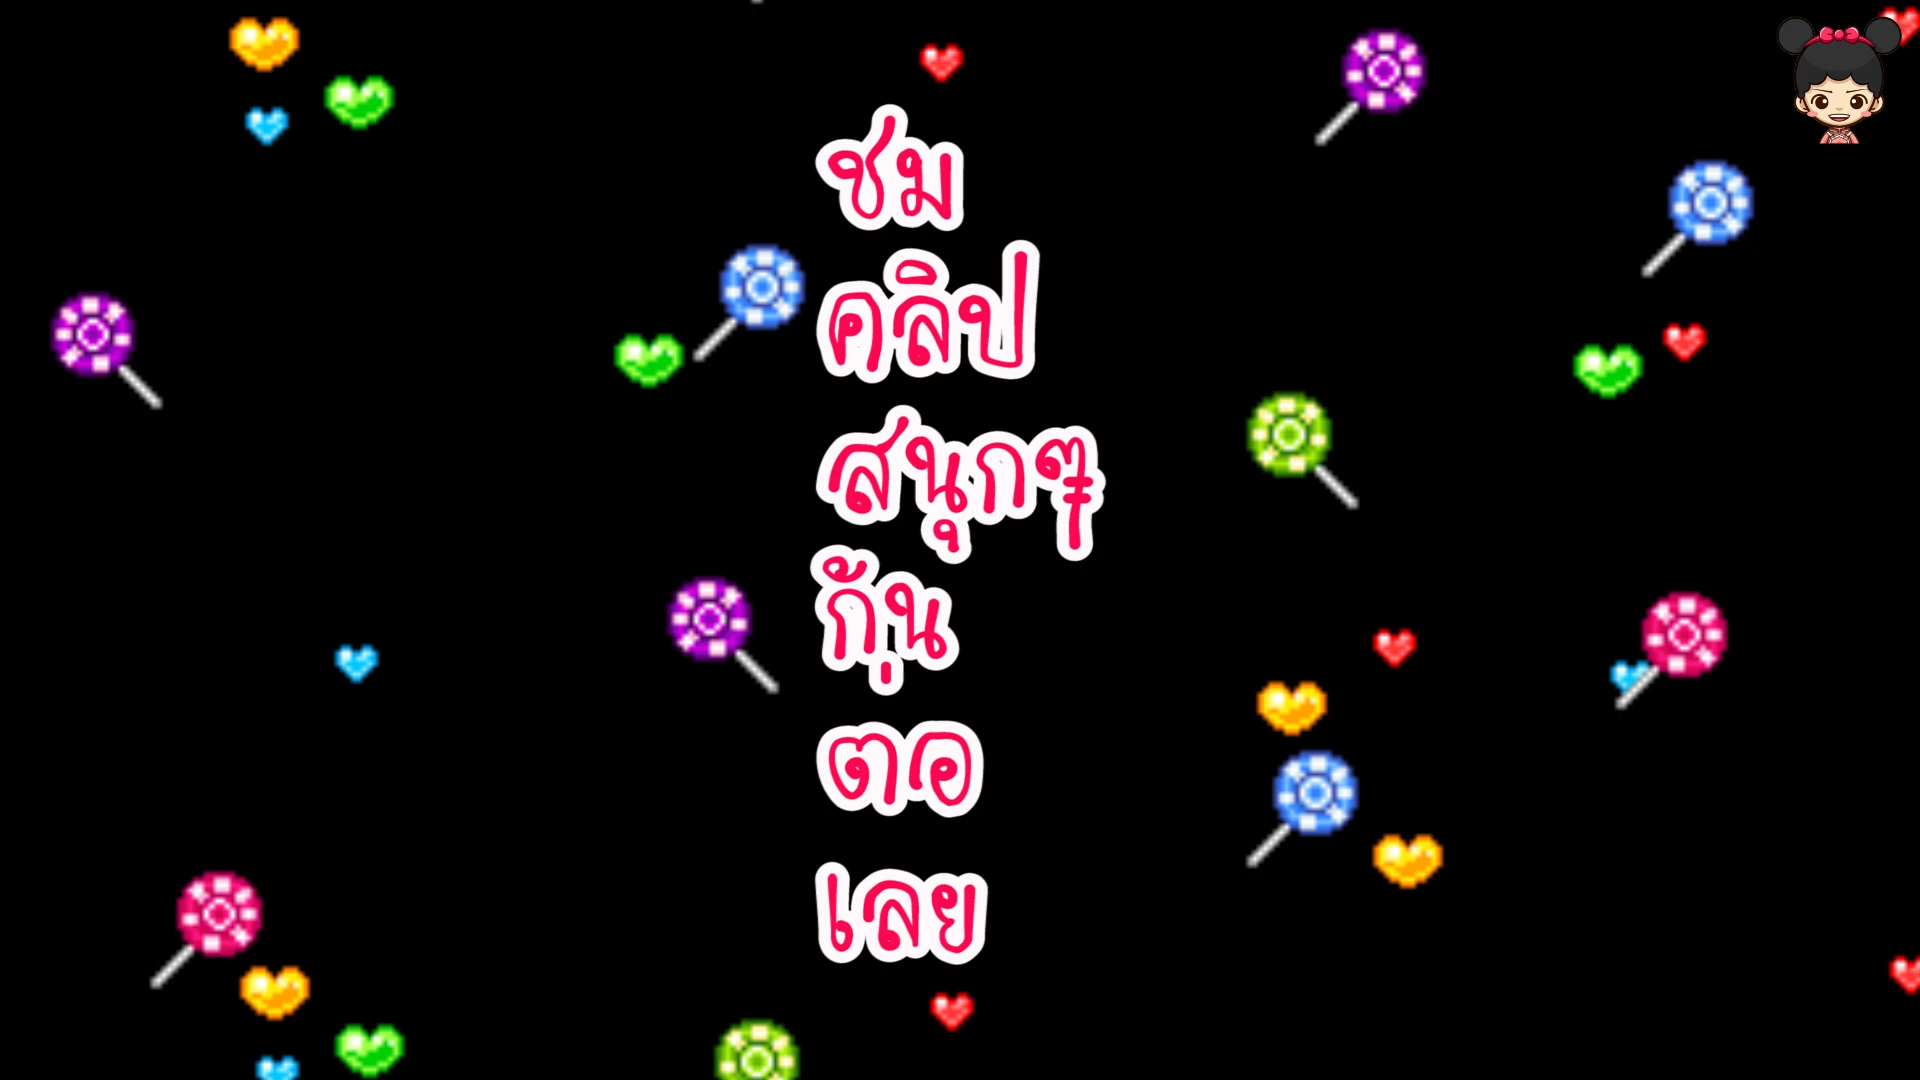 ชม
คลิป
สนุกๆ
กัุน
ตอ
เลย